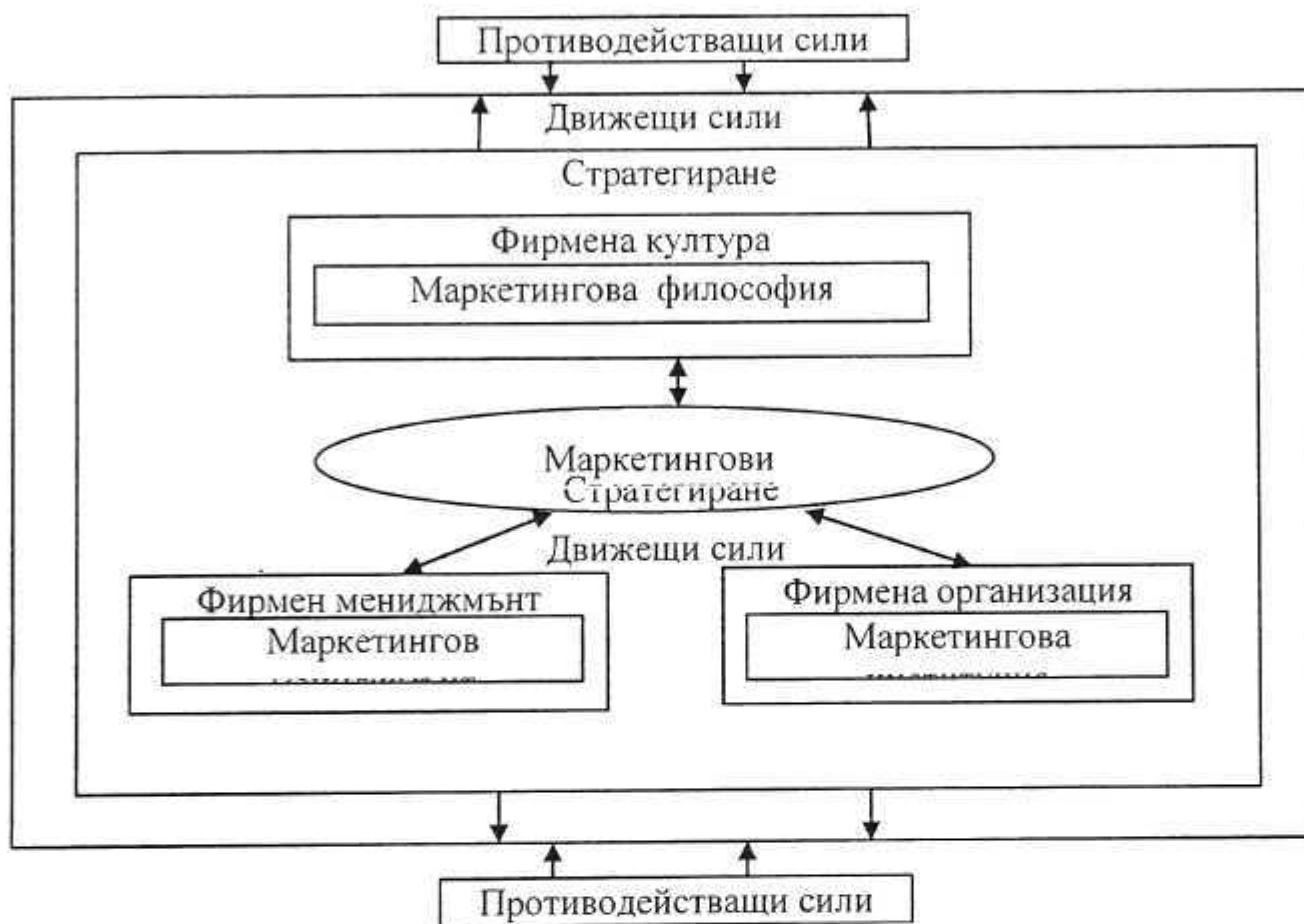 Противодействащи сили
Движещи сили
Стратегиране
Фирмена култура
Маркетингова философия
Маркетингови
Стратегиране
Движещи сили
Фирмен мениджмънт
Маркетингов
Фирмена организация
Маркетингова
Противодействащи сили